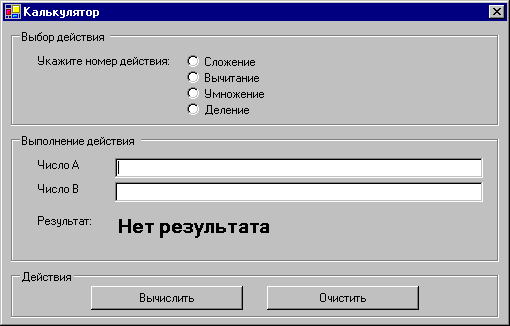 Калькулятор
Выбор действия
Укажите номер действия:
Сложение
Вычитание
Умножение
Деление
Выполнение действия
Число A
Число B
Результат: Нет результата
Действия
Вычислить Очистить